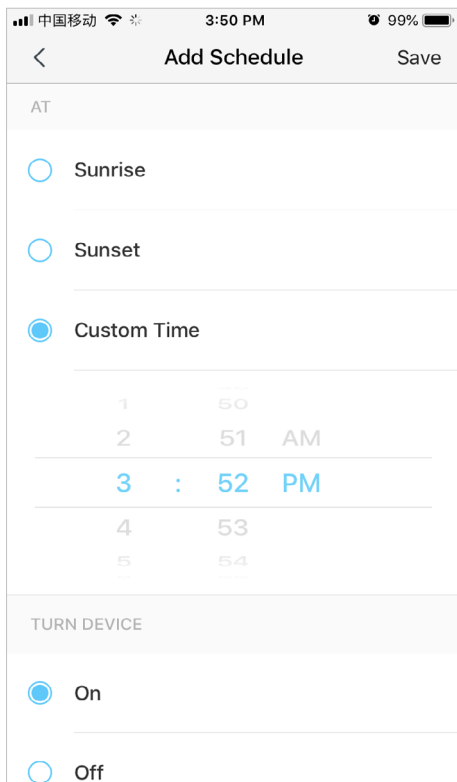 中国移动 3:50 PM 99%
Add Schedule Save
AT
Sunrise
Sunset
Custom Time
1 50
2 51 AM
3 : 52 PM
4 53
5 54
TURN DEVICE
On
Off